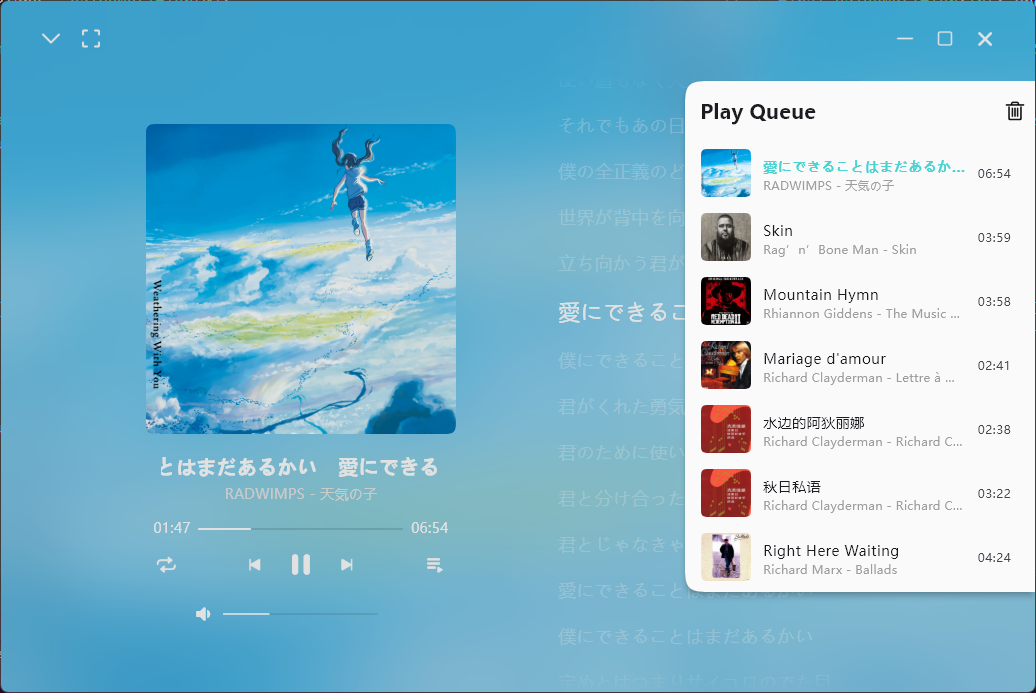 Weathering With You
とはまだあるかい　愛にできる
RADWIMPS - 天気の子
01:47
06:54
それでもあの日
僕の全正義のど
世界が背中を向
立ち向かう君が
愛にできるこ
僕にできること
君がくれた勇気
君のために使い
君と分け合った
君とじゃなきゃ
愛にできることはまだあるかい
僕にできることはまだあるかい
Play Queue
愛にできることはまだあるか...
06:54
RADWIMPS - 天気の子
Skin
03:59
Rag’n’Bone Man - Skin
Mountain Hymn
03:58
Rhiannon Giddens - The Music ...
Mariage d'amour
02:41
Richard Clayderman - Lettre à ...
水边的阿狄丽娜
02:38
Richard Clayderman - Richard C...
秋日私语
03:22
Richard Clayderman - Richard C...
Right Here Waiting
04:24
Richard Marx - Ballads